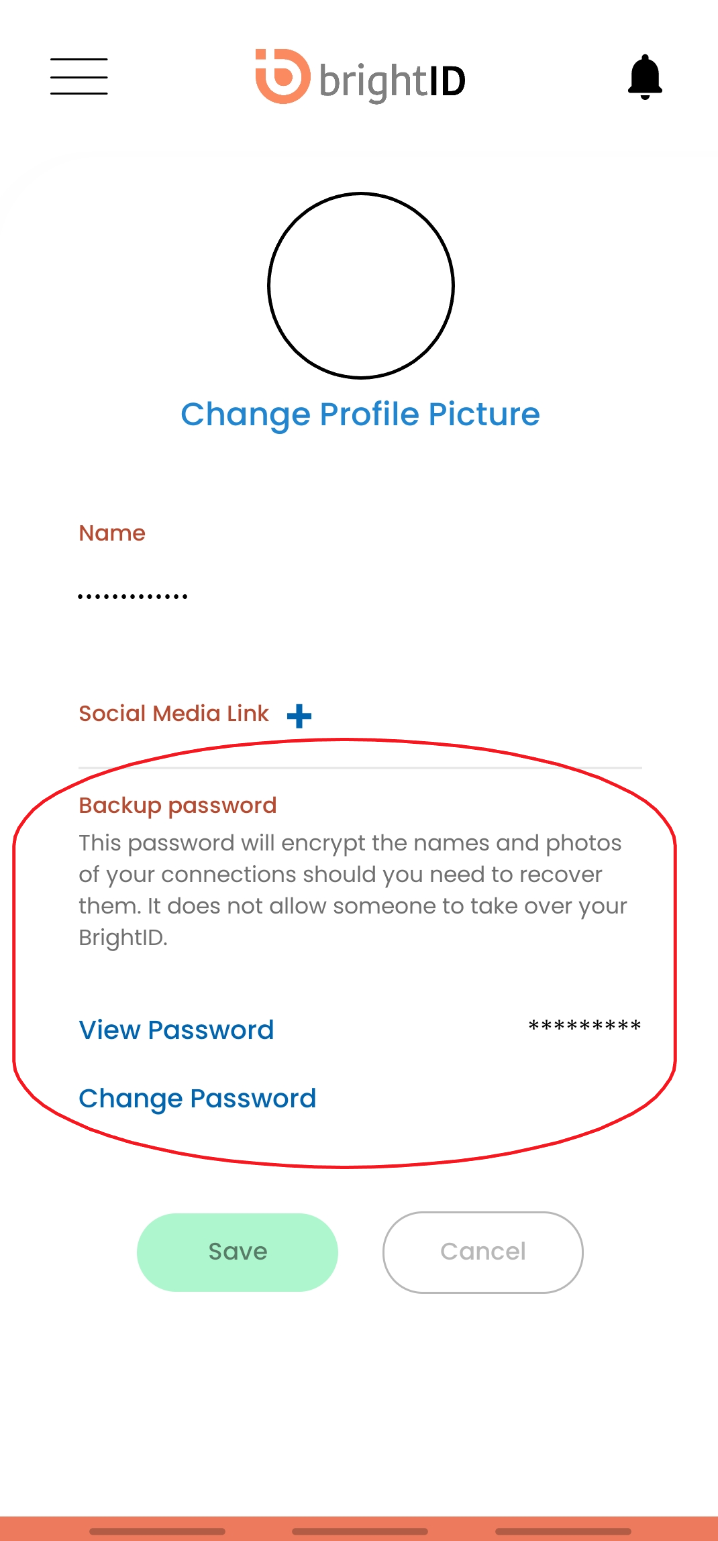 brightID
Change Profile Picture
Name
.............
Social Media Link
Backup password
This password will encrypt the names and photos
of your connections should you need to recover
them. It does not allow someone to take over your
BrightID.
View Password *********
Change Password
Save Cancel